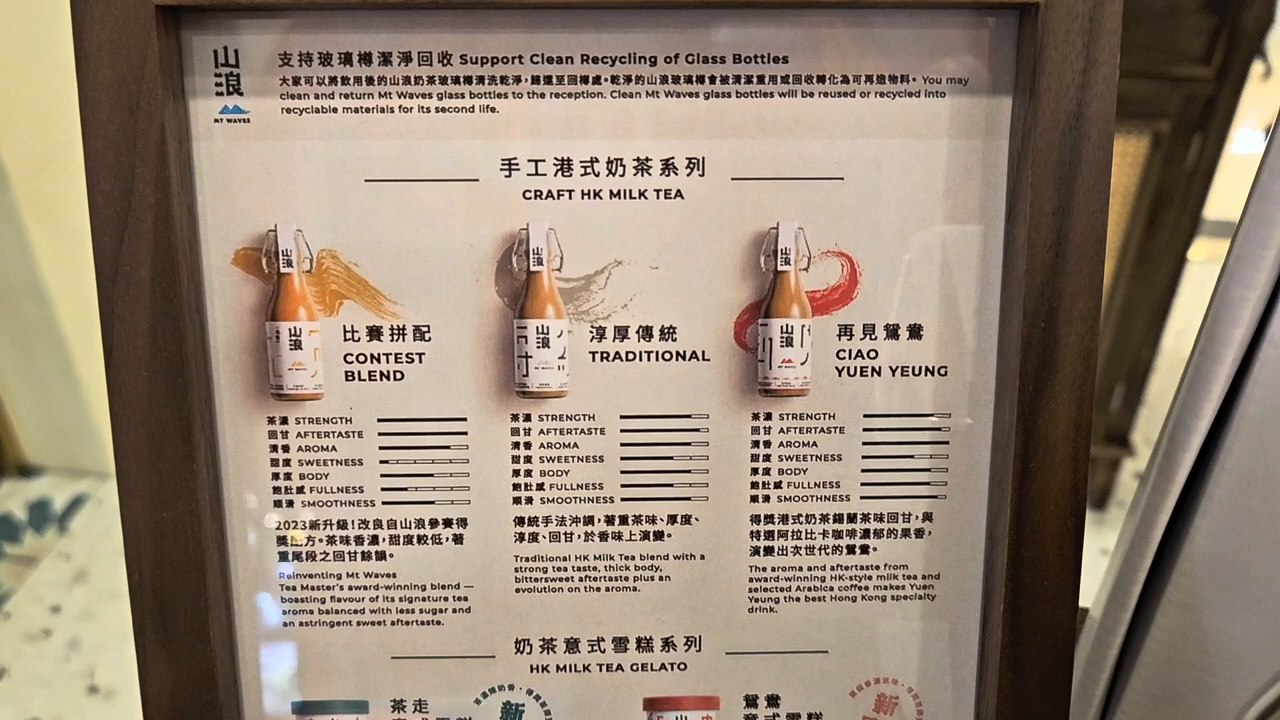 山浪
MT WAVES
支持玻璃樽潔淨回收 Support Clean Recycling of Glass Bottles
大家可以將飲用後的山浪奶茶玻璃樽清洗乾淨，歸還至回樽處。乾淨的山浪玻璃樽會被清潔重用或回收轉化為可再造物料。 You may
clean and return Mt Waves glass bottles to the reception. Clean Mt Waves glass bottles will be reused or recycled into
recyclable materials for its second life.
手工港式奶茶系列
CRAFT HK MILK TEA
比賽拼配
CONTEST
BLEND
茶濃 STRENGTH
回甘 AFTERTASTE
清香 AROMA
甜度 SWEETNESS
厚度 BODY
飽肚感 FULLNESS
順滑 SMOOTHNESS
2023新升級！改良自山浪參賽得
獎配方。茶味香濃，甜度較低，著
重尾段之回甘餘韻。
Reinventing Mt Waves
Tea Master's award-winning blend —
boasting flavour of its signature tea
aroma balanced with less sugar and
an astringent sweet aftertaste.
淳厚傳統
TRADITIONAL
茶濃 STRENGTH
回甘 AFTERTASTE
清香 AROMA
甜度 SWEETNESS
厚度 BODY
飽肚感 FULLNESS
順滑 SMOOTHNESS
傳統手法沖調，著重茶味、厚度、
淳度、回甘，於香味上演變。
Traditional HK Milk Tea blend with a
strong tea taste, thick body,
bittersweet aftertaste plus an
evolution on the aroma.
再見鴛鴦
CIAO
YUEN YEUNG
茶濃 STRENGTH
回甘 AFTERTASTE
清香 AROMA
甜度 SWEETNESS
厚度 BODY
飽肚感 FULLNESS
順滑 SMOOTHNESS
得獎港式奶茶錫蘭茶味回甘，與
特選阿拉比卡咖啡濃郁的果香，
演變出次世代的鴛鴦。
The aroma and aftertaste from
award-winning HK-style milk tea and
selected Arabica coffee makes Yuen
Yeung the best Hong Kong specialty
drink.
奶茶意式雪糕系列
HK MILK TEA GELATO
茶走
意式雪糕
新
鴛鴦
意式雪糕
新